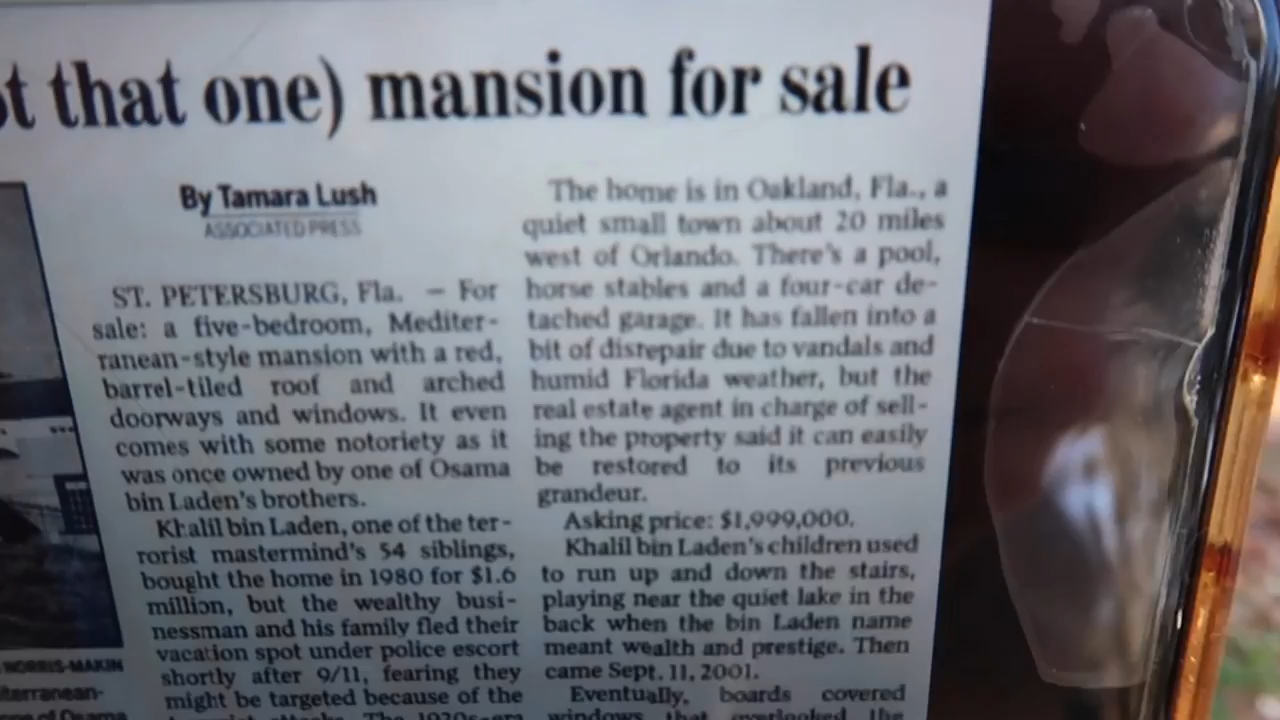 t that one) mansion for sale
By Tamara Lush
ASSOCIATED PRESS
ST. PETERSBURG, Fla. — For
sale: a five-bedroom, Mediter-
ranean-style mansion with a red,
barrel-tiled roof and arched
doorways and windows. It even
comes with some notoriety as it
was once owned by one of Osama
bin Laden's brothers.
Khalil bin Laden, one of the ter-
rorist mastermind's 54 siblings,
bought the home in 1980 for $1.6
million, but the wealthy busi-
nessman and his family fled their
vacation spot under police escort
shortly after 9/11, fearing they
might be targeted because of the
The home is in Oakland, Fla., a
quiet small town about 20 miles
west of Orlando. There's a pool,
horse stables and a four-car de-
tached garage. It has fallen into a
bit of disrepair due to vandals and
humid Florida weather, but the
real estate agent in charge of sell-
ing the property said it can easily
be restored to its previous
grandeur.
Asking price: $1,999,000.
Khalil bin Laden's children used
to run up and down the stairs,
playing near the quiet lake in the
back when the bin Laden name
meant wealth and prestige. Then
came Sept. 11, 2001.
Eventually, boards covered
windows that overlooked the
NORRIS-MAKIN
iterranean-
of Osama